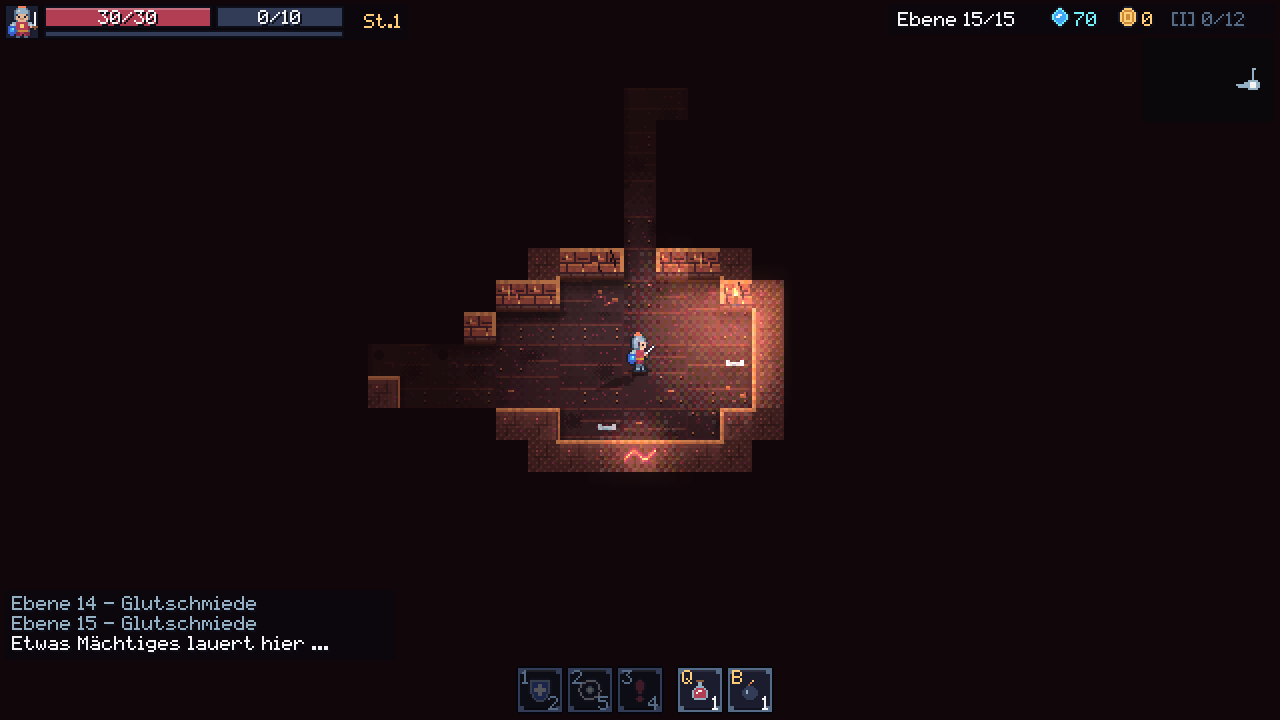 30/30 0/10 St.1 Ebene 15/15 70 0 [I] 0/12
Ebene 14 – Glutschmiede
Ebene 15 – Glutschmiede
Etwas Mächtiges lauert hier ...
1 2 3 Q B
2 5 4 1 1